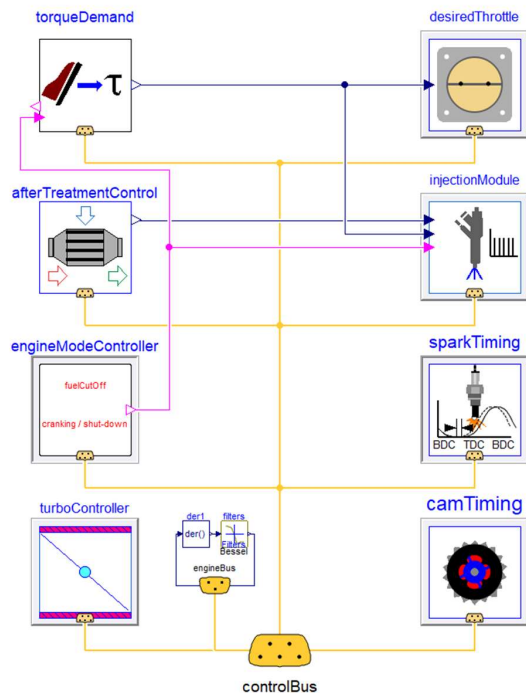 torqueDemand
desiredThrottle
τ
afterTreatmentControl
injectionModule
engineModeController
sparkTiming
fuelCutOff
cranking / shut-down
BDC TDC BDC
turboController
der1
filters
camTiming
der()
Filters
Bessel
engineBus
controlBus